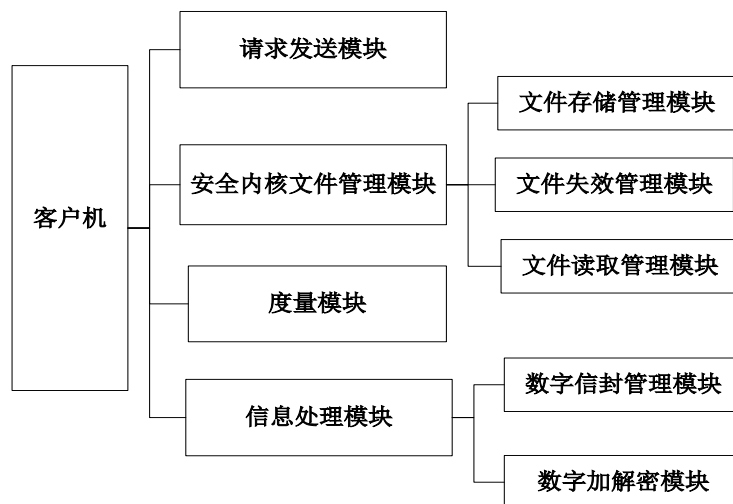 请求发送模块
文件存储管理模块
安全内核文件管理模块
文件失效管理模块
客户机
文件读取管理模块
度量模块
数字信封管理模块
信息处理模块
数字加解密模块